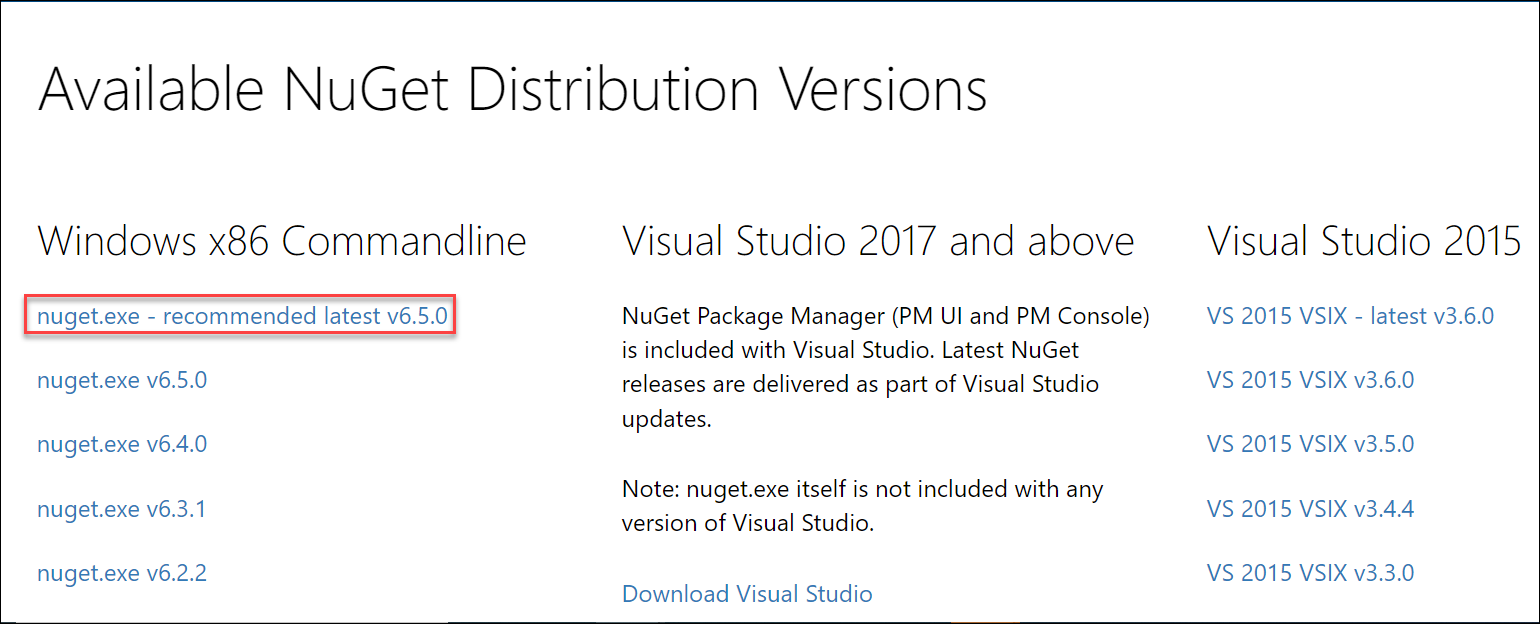 Available NuGet Distribution Versions
Windows x86 Commandline
nuget.exe - recommended latest v6.5.0
nuget.exe v6.5.0
nuget.exe v6.4.0
nuget.exe v6.3.1
nuget.exe v6.2.2
Visual Studio 2017 and above
NuGet Package Manager (PM UI and PM Console)
is included with Visual Studio. Latest NuGet
releases are delivered as part of Visual Studio
updates.
Note: nuget.exe itself is not included with any
version of Visual Studio.
Download Visual Studio
Visual Studio 2015
VS 2015 VSIX - latest v3.6.0
VS 2015 VSIX v3.6.0
VS 2015 VSIX v3.5.0
VS 2015 VSIX v3.4.4
VS 2015 VSIX v3.3.0